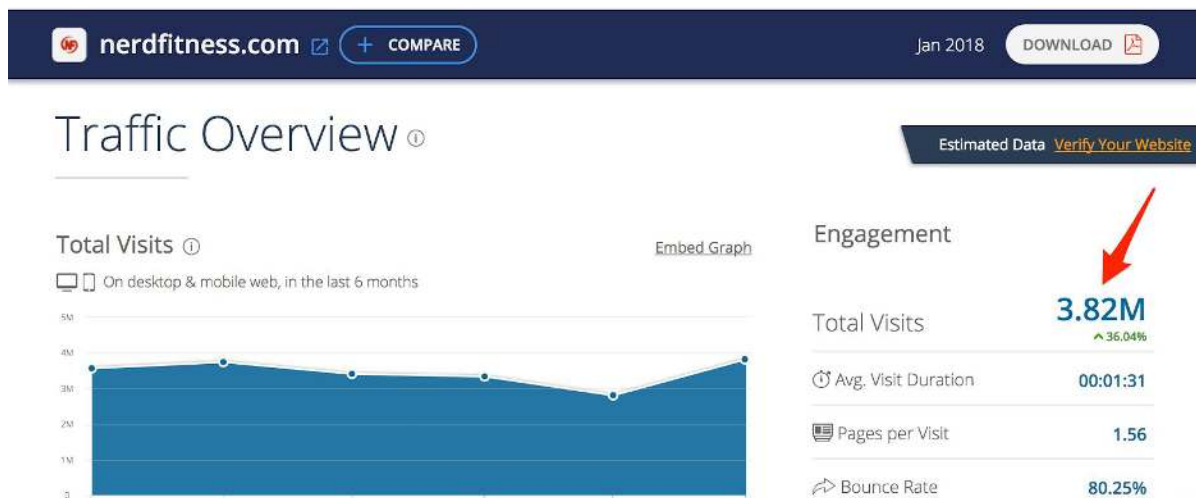 nerdfitness.com + COMPARE Jan 2018 DOWNLOAD
Traffic Overview
Estimated Data Verify Your Website
Total Visits
Embed Graph
On desktop & mobile web, in the last 6 months
5M
4M
3M
2M
1M
0
Engagement
Total Visits 3.82M
36.04%
Avg. Visit Duration 00:01:31
Pages per Visit 1.56
Bounce Rate 80.25%